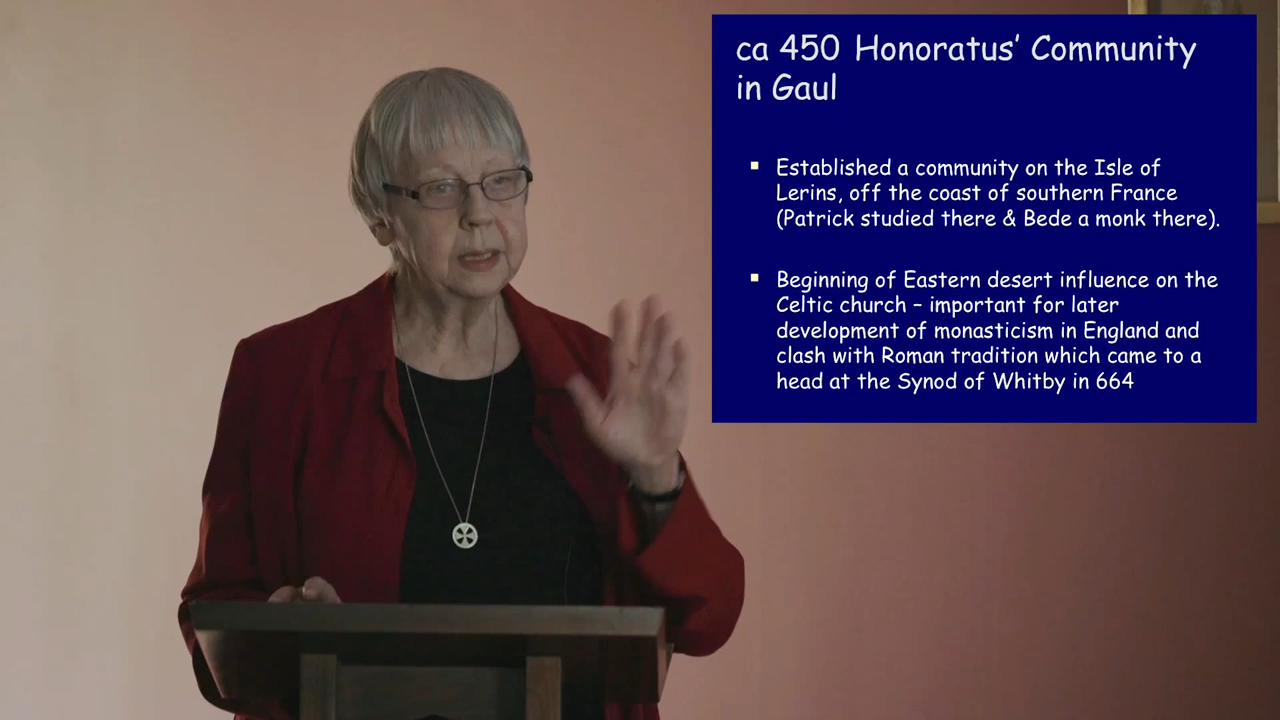 ca 450 Honoratus’ Community
in Gaul
▪ Established a community on the Isle of
Lerins, off the coast of southern France
(Patrick studied there & Bede a monk there).
▪ Beginning of Eastern desert influence on the
Celtic church – important for later
development of monasticism in England and
clash with Roman tradition which came to a
head at the Synod of Whitby in 664